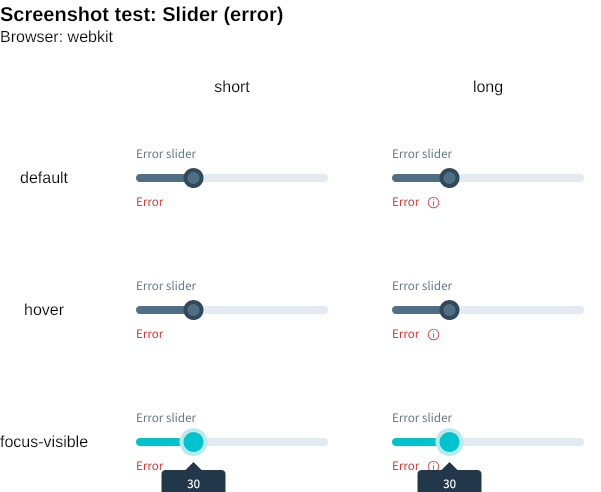 Screenshot test: Slider (error)
Browser: webkit
short long
Error slider Error slider
default
Error Error
Error slider Error slider
hover
Error Error
Error slider Error slider
focus-visible
Error Error
30 30